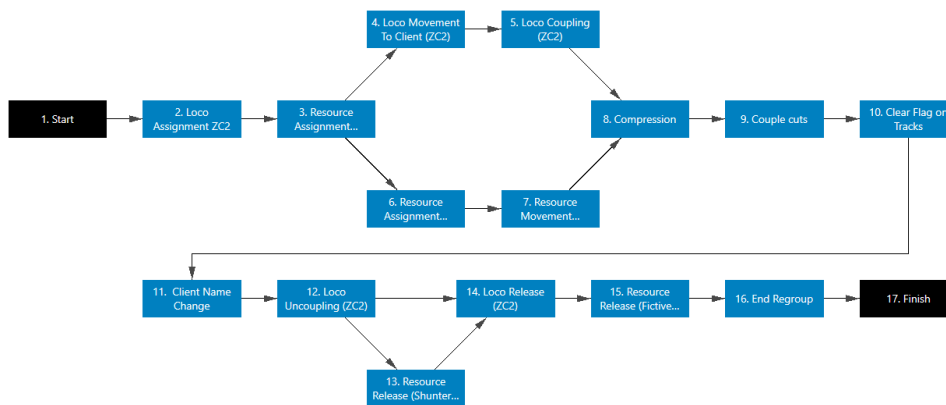 1. Start
2. Loco
Assignment ZC2
3. Resource
Assignment...
4. Loco Movement
To Client (ZC2)
5. Loco Coupling
(ZC2)
6. Resource
Assignment...
7. Resource
Movement...
8. Compression
9. Couple cuts
10. Clear Flag on
Tracks
11. Client Name
Change
12. Loco
Uncoupling (ZC2)
13. Resource
Release (Shunter...
14. Loco Release
(ZC2)
15. Resource
Release (Fictive...
16. End Regroup
17. Finish